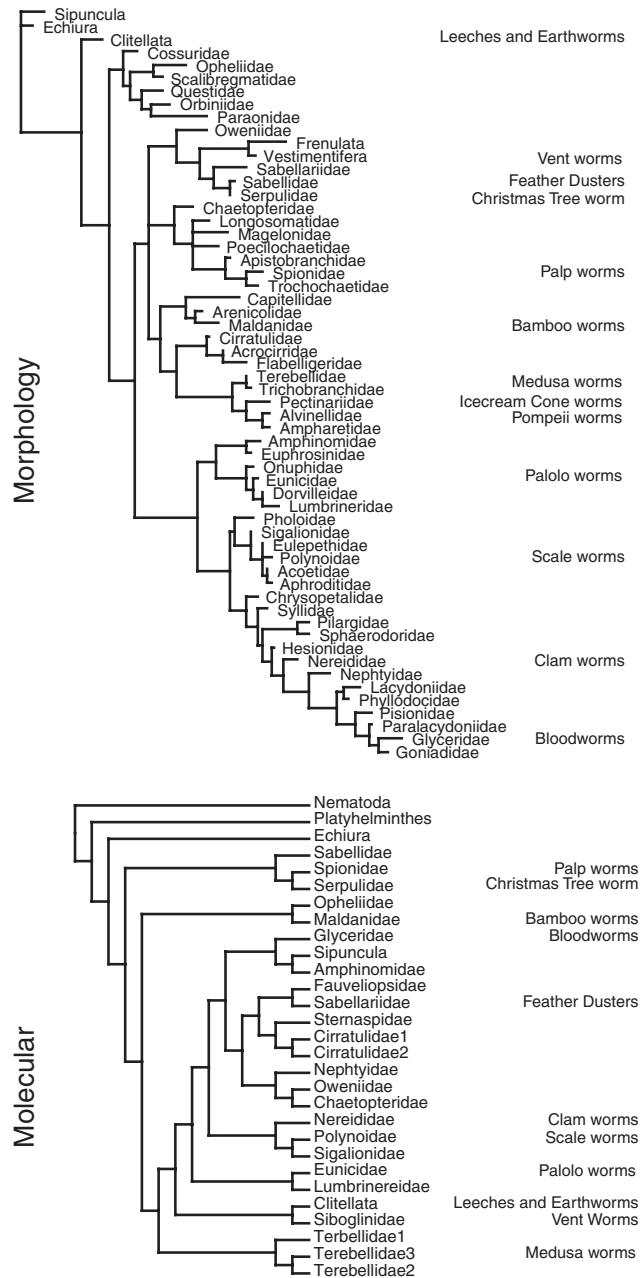 Sipuncula
Echiura
Clitellata Leeches and Earthworms
Cossuridae
Opheliidae
Scalibregmatidae
Questidae
Orbiniidae
Paraonidae
Oweniidae
Frenulata
Vestimentifera Vent worms
Sabellariidae
Sabellidae Feather Dusters
Serpulidae Christmas Tree worm
Chaetopteridae
Longosomatidae
Magelonidae
Poecilochaetidae
Apistobranchidae
Spionidae Palp worms
Trochochaetidae
Capitellidae
Arenicolidae
Maldanidae Bamboo worms
Cirratulidae
Acrocirridae
Flabelligeridae
Terebellidae Medusa worms
Trichobranchidae
Pectinariidae Icecream Cone worms
Alvinellidae Pompeii worms
Ampharetidae
Amphinomidae
Euphrosinidae
Onuphidae
Eunicidae Palolo worms
Dorvilleidae
Lumbrineridae
Pholoidae
Sigalionidae
Eulepethidae
Polynoidae Scale worms
Acoetidae
Aphroditidae
Chrysopetalidae
Syllidae
Pilargidae
Sphaerodoridae
Hesionidae
Nereididae Clam worms
Nephtyidae
Lacydoniidae
Phyllodocidae
Pisionidae
Paralacydoniidae
Glyceridae Bloodworms
Goniadidae
Morphology
Nematoda
Platyhelminthes
Echiura
Sabellidae
Spionidae Palp worms
Serpulidae Christmas Tree worm
Opheliidae
Maldanidae Bamboo worms
Glyceridae Bloodworms
Sipuncula
Amphinomidae
Fauveliopsidae
Sabellariidae Feather Dusters
Sternaspidae
Cirratulidae1
Cirratulidae2
Nephtyidae
Oweniidae
Chaetopteridae
Nereididae Clam worms
Polynoidae Scale worms
Sigalionidae
Eunicidae Palolo worms
Lumbrinereidae
Clitellata Leeches and Earthworms
Siboglinidae Vent Worms
Terbellidae1
Terebellidae3 Medusa worms
Terebellidae2
Molecular